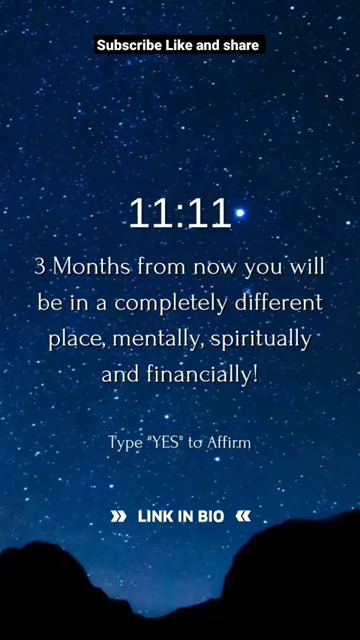 Subscribe Like and share
11:11
3 Months from now you will
be in a completely different
place, mentally, spiritually
and financially!
Type "YES" to Affirm
» LINK IN BIO «